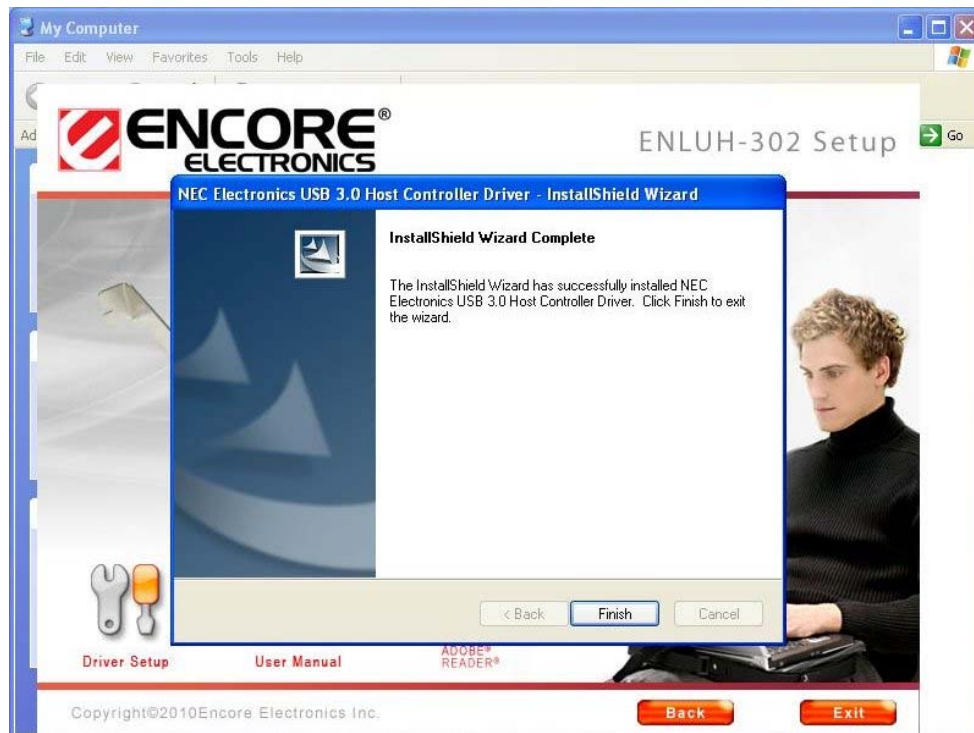 My Computer
File Edit View Favorites Tools Help
Ad
Go
ENCORE®
ELECTRONICS
ENLUH-302 Setup
NEC Electronics USB 3.0 Host Controller Driver - InstallShield Wizard
InstallShield Wizard Complete
The InstallShield Wizard has successfully installed NEC
Electronics USB 3.0 Host Controller Driver. Click Finish to exit
the wizard.
< Back Finish Cancel
Driver Setup
User Manual
ADOBE®
READER®
Copyright©2010Encore Electronics Inc.
Back
Exit